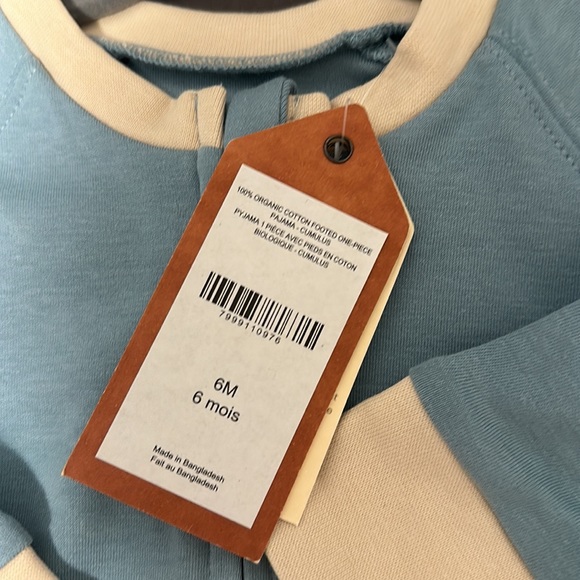 100% ORGANIC COTTON FOOTED ONE-PIECE
PAJAMA - CUMULUS
PYJAMA 1 PIÈCE AVEC PIEDS EN COTON
BIOLOGIQUE - CUMULUS
7999110976
6M
6 mois
Made in Bangladesh
Fait au Bangladesh